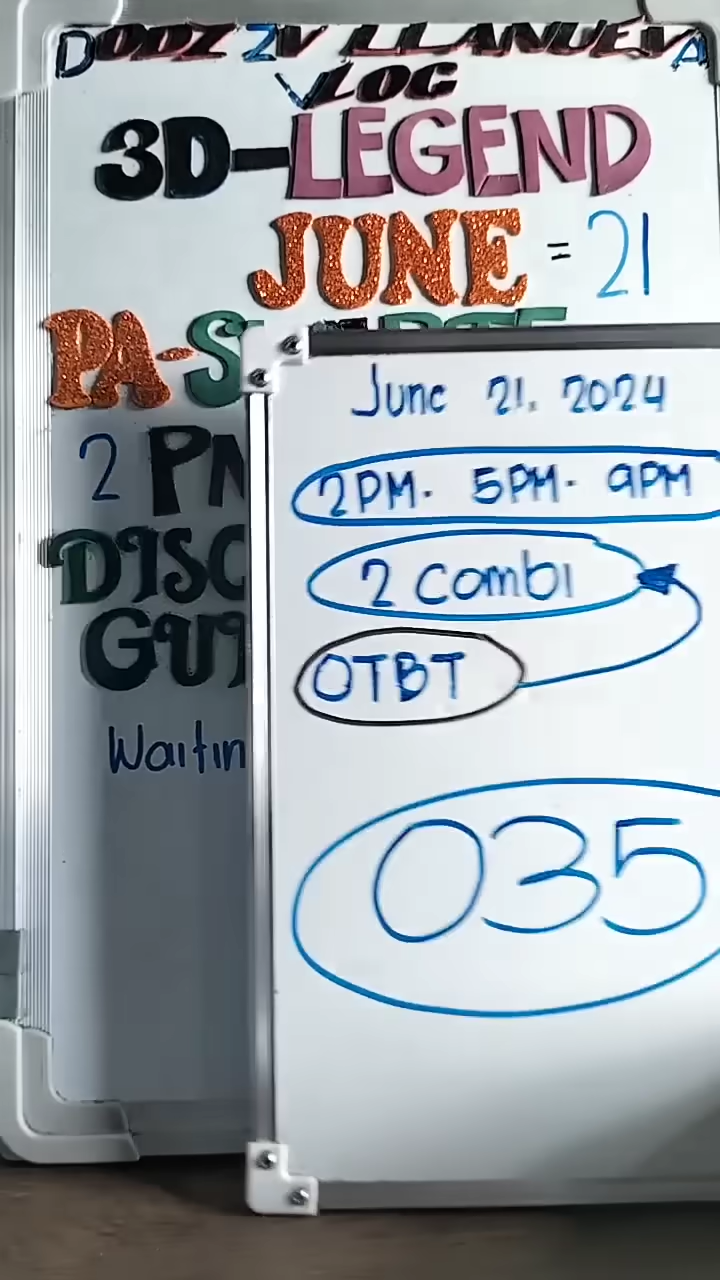 DODZ ZV LLANUEVA
VLOG
3D-LEGEND
JUNE = 21
2
June 21. 2024
2PM. 5PM. 9PM
2 combi
OTBT
035